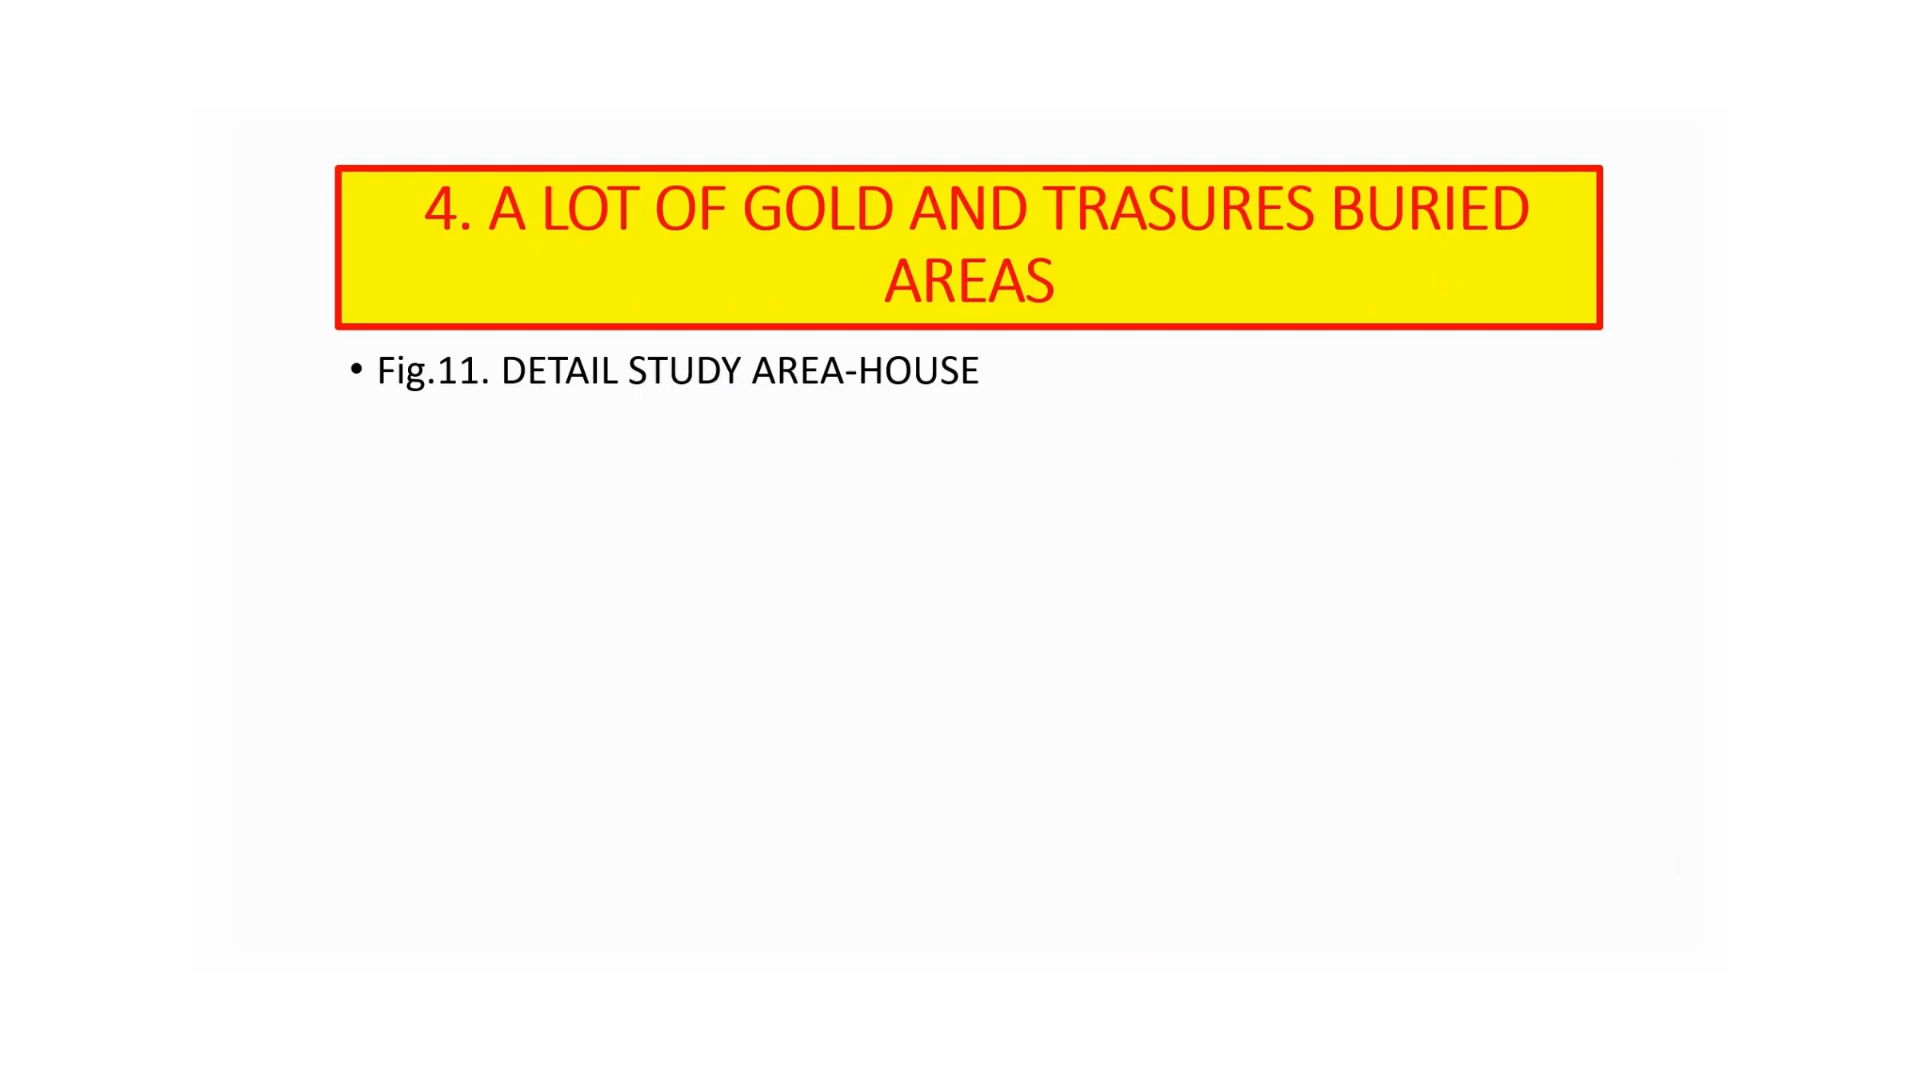 4. A LOT OF GOLD AND TRASURES BURIED
AREAS
• Fig.11. DETAIL STUDY AREA-HOUSE